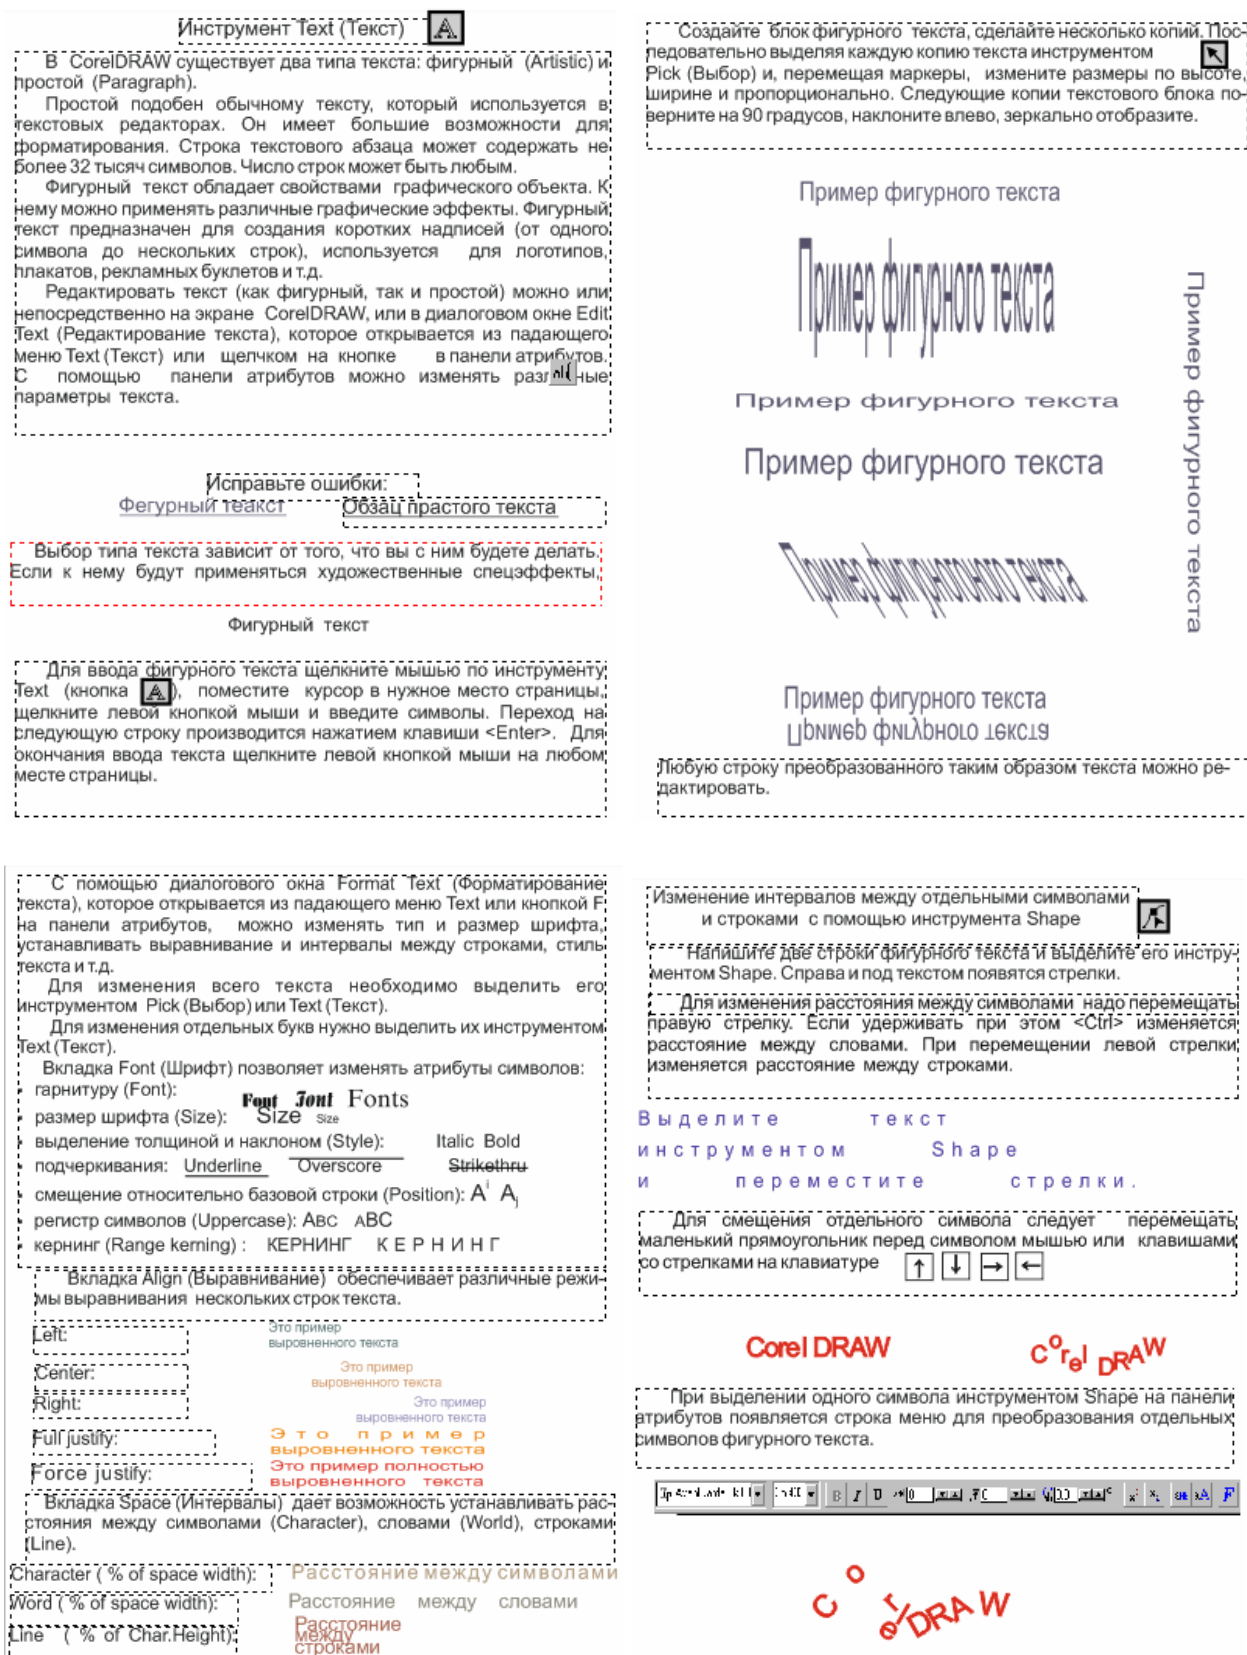 Инструмент Text (Текст)
В CorelDRAW существует два типа текста: фигурный (Artistic) и
простой (Paragraph).
Простой подобен обычному тексту, который используется в
текстовых редакторах. Он имеет большие возможности для
форматирования. Строка текстового абзаца может содержать не
более 32 тысяч символов. Число строк может быть любым.
Фигурный текст обладает свойствами графического объекта. К
нему можно применять различные графические эффекты. Фигурный
текст предназначен для создания коротких надписей (от одного
символа до нескольких строк), используется для логотипов,
плакатов, рекламных буклетов и т.д.
Редактировать текст (как фигурный, так и простой) можно или
непосредственно на экране CorelDRAW, или в диалоговом окне Edit
Text (Редактирование текста), которое открывается из падающего
меню Text (Текст) или щелчком на кнопке в панели атрибутов.
С помощью панели атрибутов можно изменять различные
параметры текста.
Исправьте ошибки:
Фегурный теакст Обзац прастого текста
Выбор типа текста зависит от того, что вы с ним будете делать.
Если к нему будут применяться художественные спецэффекты,
Фигурный текст
Для ввода фигурного текста щелкните мышью по инструменту
Text (кнопка A), поместите курсор в нужное место страницы,
щелкните левой кнопкой мыши и введите символы. Переход на
следующую строку производится нажатием клавиши <Enter>. Для
окончания ввода текста щелкните левой кнопкой мыши на любом
месте страницы.
Создайте блок фигурного текста, сделайте несколько копий. Пос-
ледовательно выделяя каждую копию текста инструментом
Pick (Выбор) и, перемещая маркеры, измените размеры по высоте,
ширине и пропорционально. Следующие копии текстового блока по-
верните на 90 градусов, наклоните влево, зеркально отобразите.
Пример фигурного текста
Пример фигурного текста
Пример фигурного текста
Пример фигурного текста
Пример фигурного текста
Пример фигурного текста
Пример фигурного текста
Пример фигурного текста
Любую строку преобразованного таким образом текста можно ре-
дактировать.
С помощью диалогового окна Format Text (Форматирование
текста), которое открывается из падающего меню Text или кнопкой F
на панели атрибутов, можно изменять тип и размер шрифта,
устанавливать выравнивание и интервалы между строками, стиль
текста и т.д.
Для изменения всего текста необходимо выделить его
инструментом Pick (Выбор) или Text (Текст).
Для изменения отдельных букв нужно выделить их инструментом
Text (Текст).
Вкладка Font (Шрифт) позволяет изменять атрибуты символов:
• гарнитуру (Font): Font Font Fonts
• размер шрифта (Size): Size Size
• выделение толщиной и наклоном (Style): Italic Bold
• подчеркивания: Underline Overscore Strikethru
• смещение относительно базовой строки (Position): Ai Aj
• регистр символов (Uppercase): ABC ABC
• кернинг (Range kerning) : КЕРНИНГ К Е Р Н И Н Г
Вкладка Align (Выравнивание) обеспечивает различные режи-
мы выравнивания нескольких строк текста.
Left: Это пример
выровненного текста
Center: Это пример
выровненного текста
Right: Это пример
выровненного текста
Full justify: Это пример
выровненного текста
Force justify: Это пример полностью
выровненного текста
Вкладка Space (Интервалы) дает возможность устанавливать рас-
стояния между символами (Character), словами (World), строками
(Line).
Character ( % of space width): Расстояние между символами
Word ( % of space width): Расстояние между словами
Line ( % of Char.Height): Расстояние
между
строками
Изменение интервалов между отдельными символами
и строками с помощью инструмента Shape
Напишите две строки фигурного текста и выделите его инстру-
ментом Shape. Справа и под текстом появятся стрелки.
Для изменения расстояния между символами надо перемещать
правую стрелку. Если удерживать при этом <Ctrl> изменяется
расстояние между словами. При перемещении левой стрелки
изменяется расстояние между строками.
Выделите текст
инструментом Shape
и переместите стрелки.
Для смещения отдельного символа следует перемещать
маленький прямоугольник перед символом мышью или клавишами
со стрелками на клавиатуре ↑ ↓ → ←
Corel DRAW Corel DRAW
При выделении одного символа инструментом Shape на панели
атрибутов появляется строка меню для преобразования отдельных
символов фигурного текста.
B I U
Corel DRAW